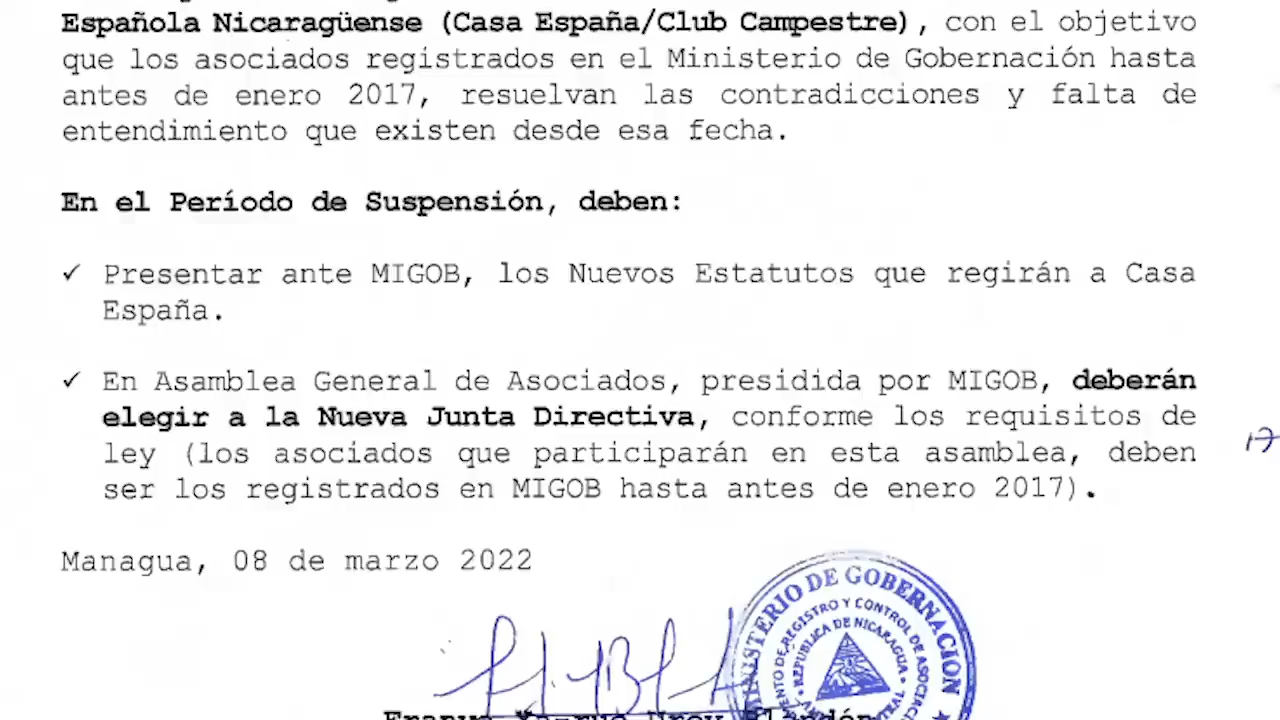 Española Nicaragüense (Casa España/Club Campestre), con el objetivo
que los asociados registrados en el Ministerio de Gobernación hasta
antes de enero 2017, resuelvan las contradicciones y falta de
entendimiento que existen desde esa fecha.
En el Período de Suspensión, deben:
✓ Presentar ante MIGOB, los Nuevos Estatutos que regirán a Casa
España.
✓ En Asamblea General de Asociados, presidida por MIGOB, deberán
elegir a la Nueva Junta Directiva, conforme los requisitos de
ley (los asociados que participarán en esta asamblea, deben
ser los registrados en MIGOB hasta antes de enero 2017).
Managua, 08 de marzo 2022
MINISTERIO DE GOBERNACION
DE REGISTRO Y CONTROL DE
REPUBLICA DE NICARAGUA